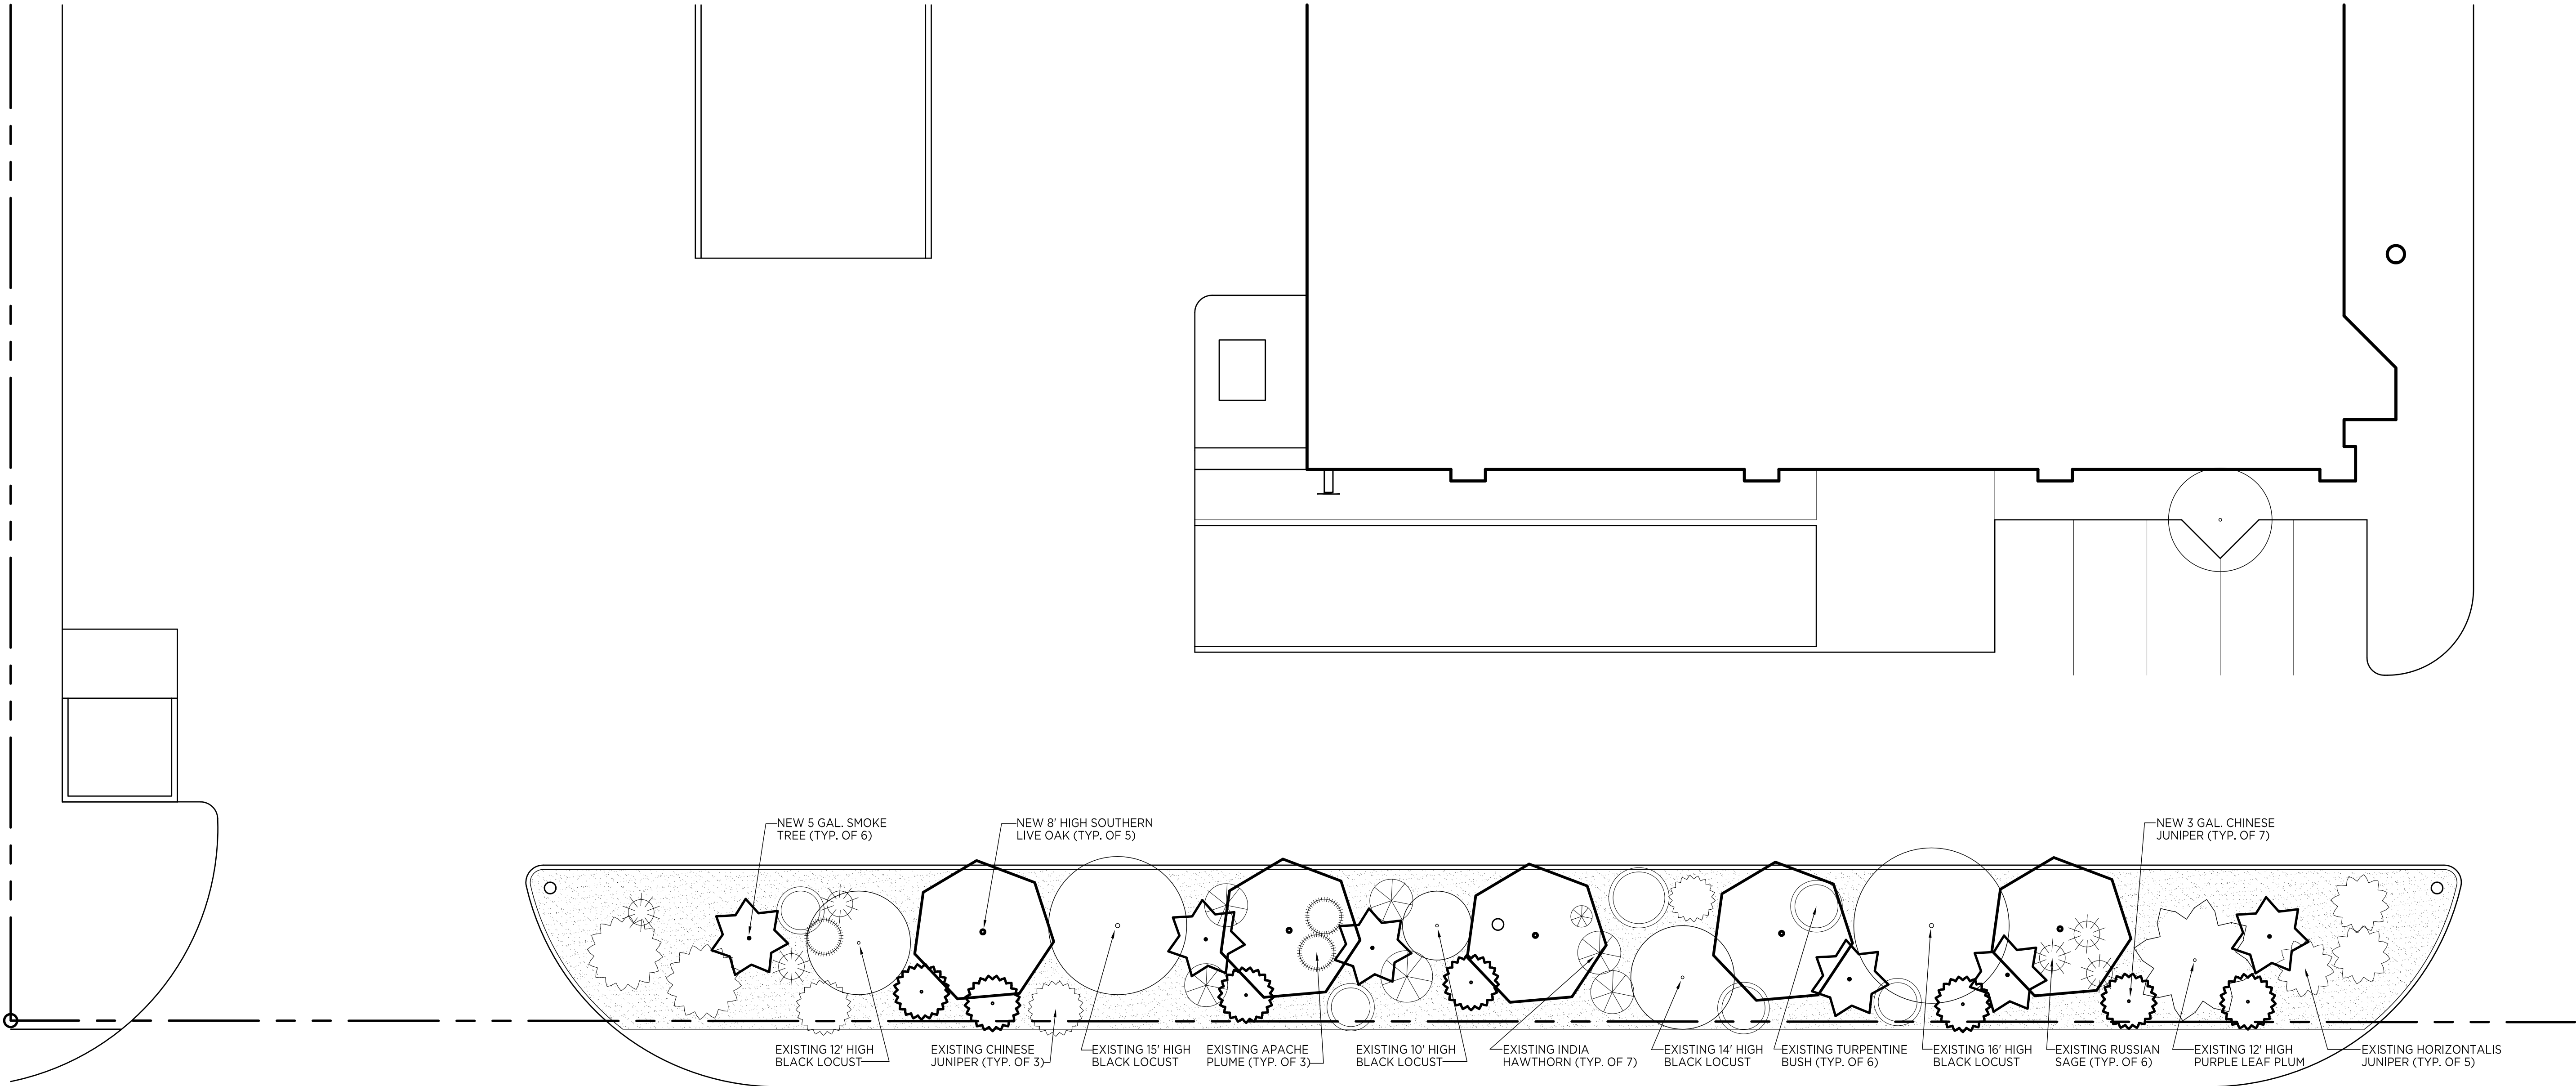 NEW 5 GAL. SMOKE
TREE (TYP. OF 6)
NEW 8' HIGH SOUTHERN
LIVE OAK (TYP. OF 5)
NEW 3 GAL. CHINESE
JUNIPER (TYP. OF 7)
EXISTING 12' HIGH
BLACK LOCUST
EXISTING CHINESE
JUNIPER (TYP. OF 3)
EXISTING 15' HIGH
BLACK LOCUST
EXISTING APACHE
PLUME (TYP. OF 3)
EXISTING 10' HIGH
BLACK LOCUST
EXISTING INDIA
HAWTHORN (TYP. OF 7)
EXISTING 14' HIGH
BLACK LOCUST
EXISTING TURPENTINE
BUSH (TYP. OF 6)
EXISTING 16' HIGH
BLACK LOCUST
EXISTING RUSSIAN
SAGE (TYP. OF 6)
EXISTING 12' HIGH
PURPLE LEAF PLUM
EXISTING HORIZONTALIS
JUNIPER (TYP. OF 5)